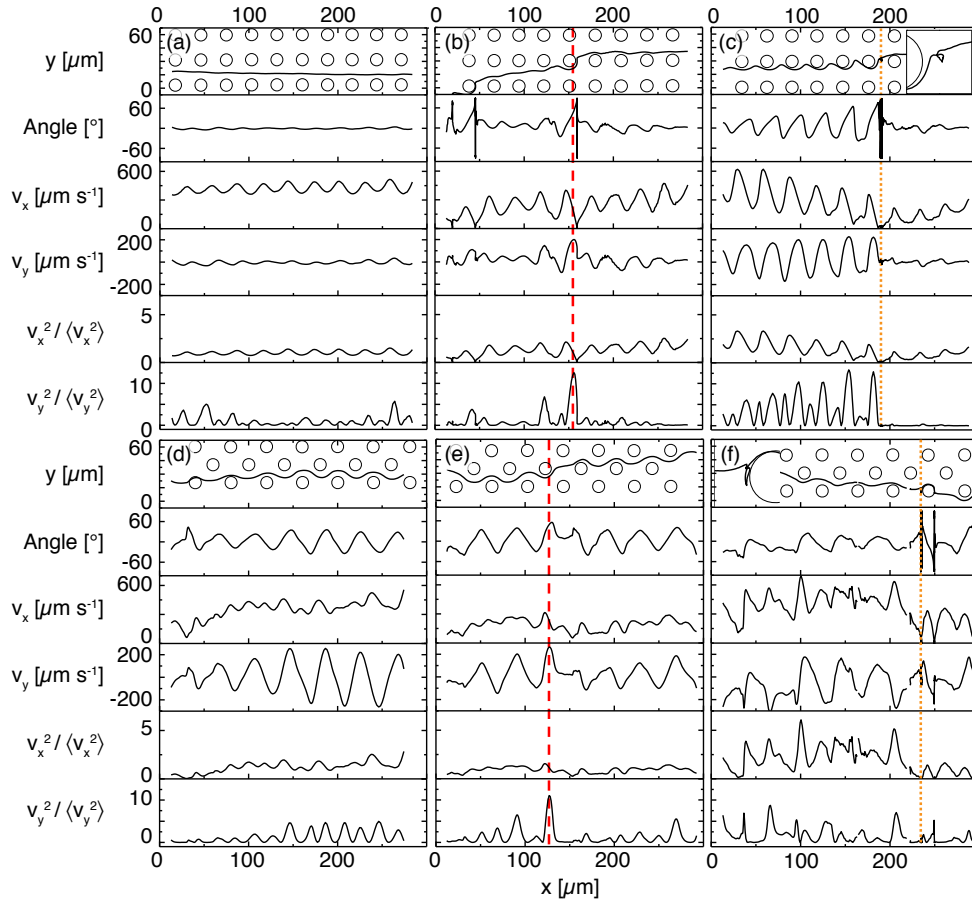 (a) (b) (c)
y [µm] 60 30 0
Angle [°] 60 -60
vx [µm s⁻¹] 600 0
vy [µm s⁻¹] 200 -200
vx² / ⟨vx²⟩ 5 0
vy² / ⟨vy²⟩ 10 0
0 100 200 0 100 200 0 100 200
(d) (e) (f)
y [µm] 60 30 0
Angle [°] 60 -60
vx [µm s⁻¹] 600 0
vy [µm s⁻¹] 200 -200
vx² / ⟨vx²⟩ 5 0
vy² / ⟨vy²⟩ 10 0
0 100 200 0 100 200 0 100 200
x [µm]